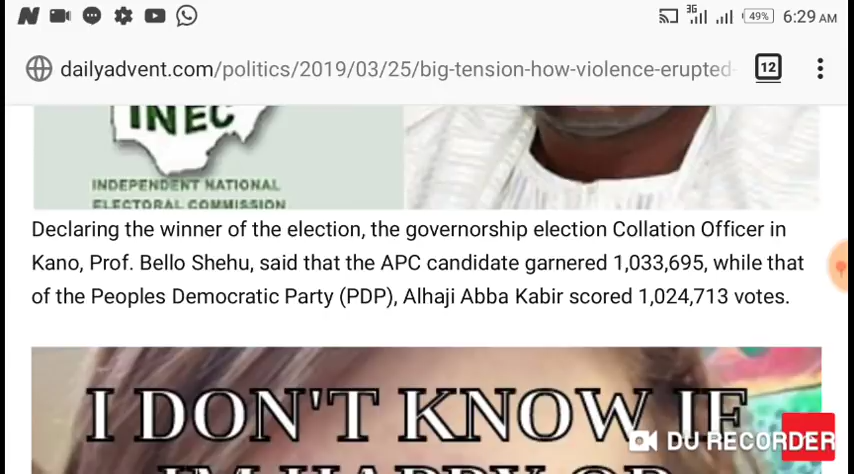 3G
49%
6:29 AM
dailyadvent.com/politics/2019/03/25/big-tension-how-violence-erupted-
12
INEC
INDEPENDENT NATIONAL
ELECTORAL COMMISSION
Declaring the winner of the election, the governorship election Collation Officer in
Kano, Prof. Bello Shehu, said that the APC candidate garnered 1,033,695, while that
of the Peoples Democratic Party (PDP), Alhaji Abba Kabir scored 1,024,713 votes.
I DON'T KNOW IF
I'M HAPPY OR
DU RECORDER